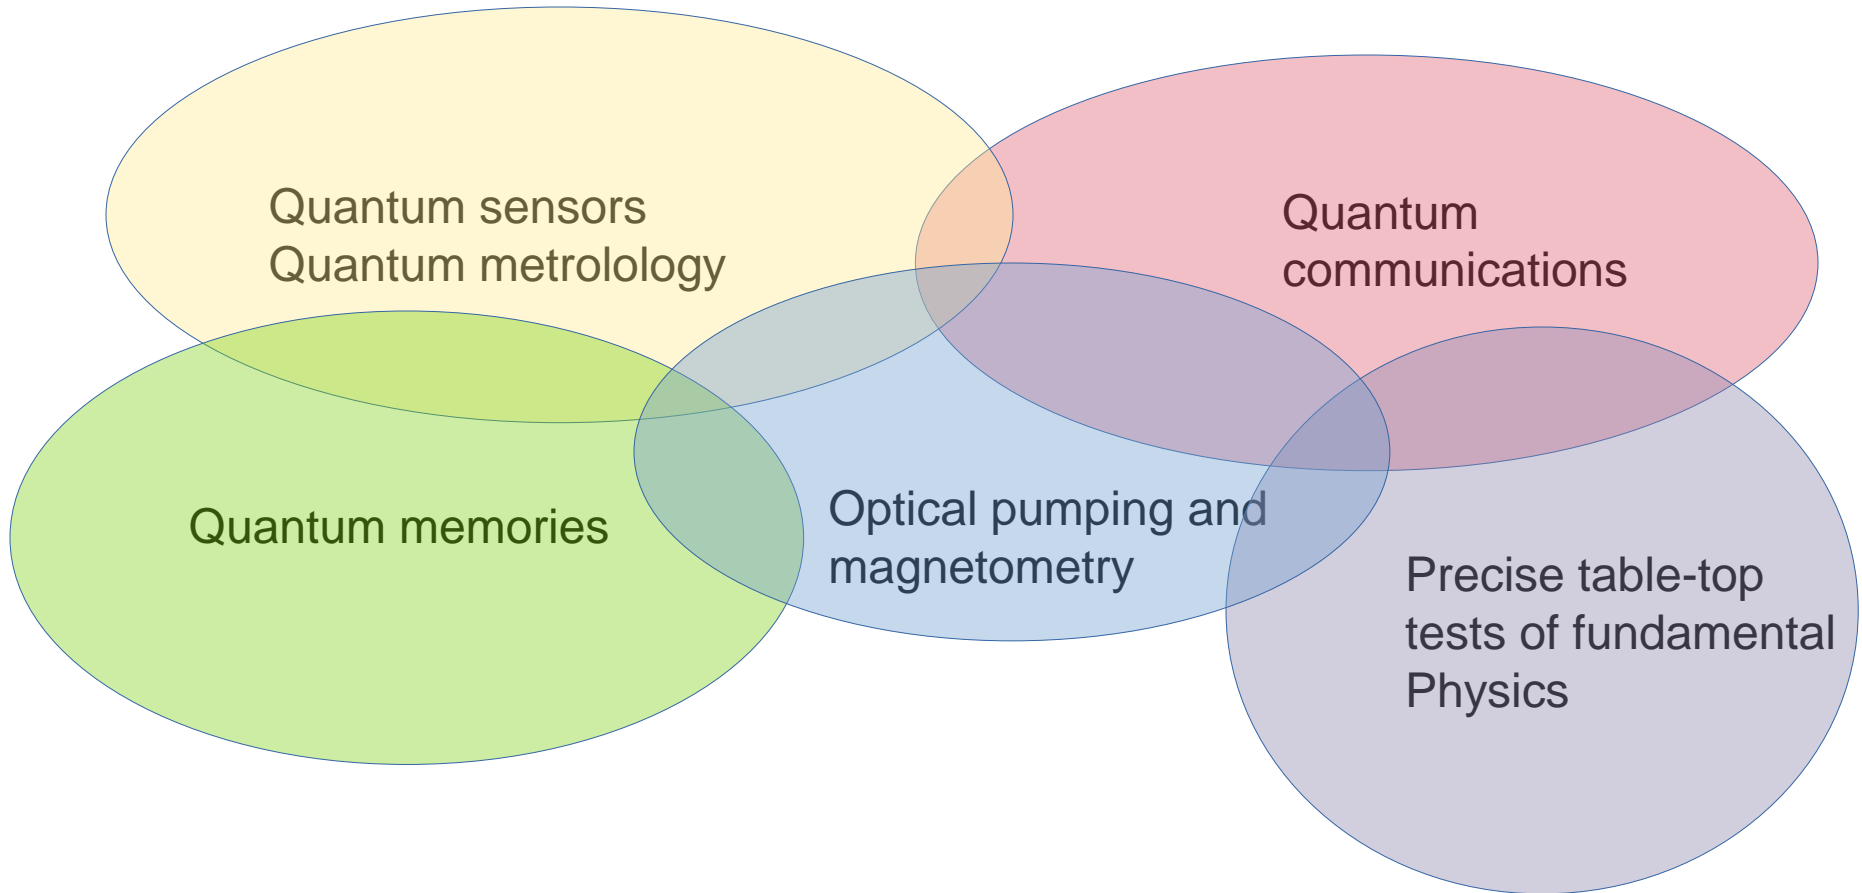 Quantum sensors
Quantum metrolology
Quantum
communications
Quantum memories
Optical pumping and
magnetometry
Precise table-top
tests of fundamental
Physics